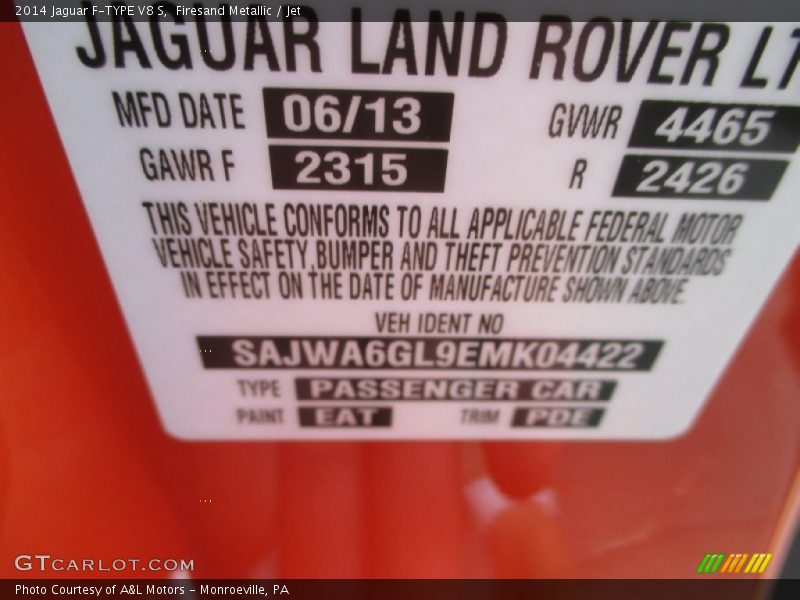 2014 Jaguar F-TYPE V8 S, Firesand Metallic / Jet
JAGUAR LAND ROVER LT
MFD DATE 06/13 GVWR 4465
GAWR F 2315 R 2426
THIS VEHICLE CONFORMS TO ALL APPLICABLE FEDERAL MOTOR
VEHICLE SAFETY, BUMPER AND THEFT PREVENTION STANDARDS
IN EFFECT ON THE DATE OF MANUFACTURE SHOWN ABOVE.
VEH IDENT NO
SAJWA6GL9EMK04422
TYPE PASSENGER CAR
PAINT EAT TRIM PDE
GTCARLOT.COM
Photo Courtesy of A&L Motors - Monroeville, PA